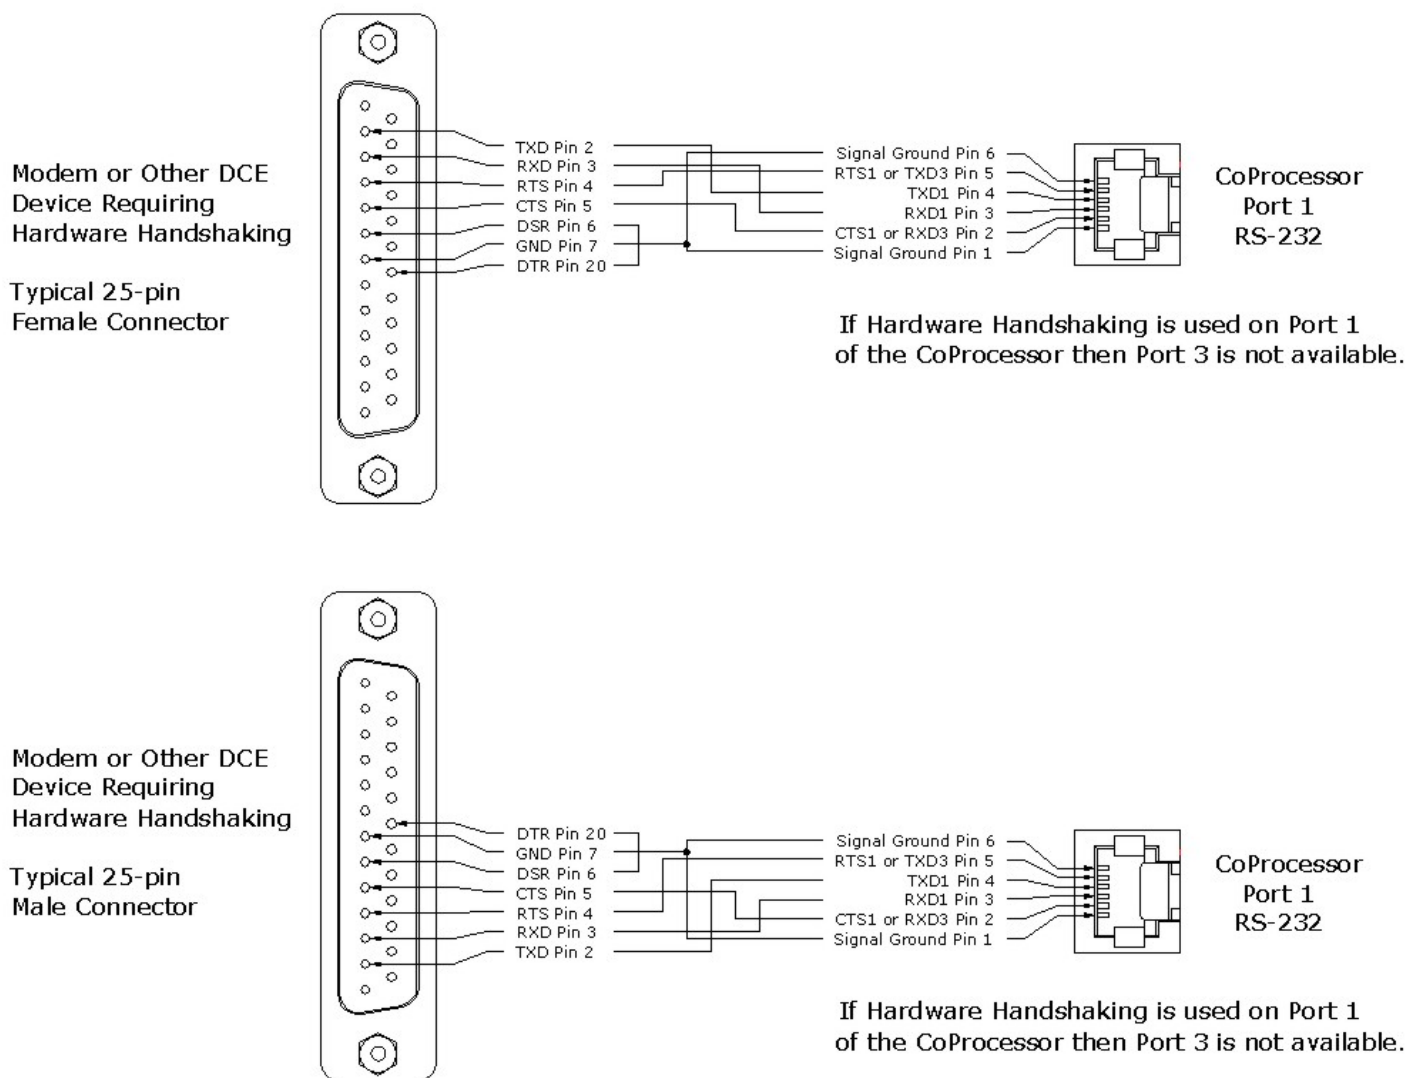 Modem or Other DCE
Device Requiring
Hardware Handshaking
Typical 25-pin
Female Connector
TXD Pin 2
RXD Pin 3
RTS Pin 4
CTS Pin 5
DSR Pin 6
GND Pin 7
DTR Pin 20
Signal Ground Pin 6
RTS1 or TXD3 Pin 5
TXD1 Pin 4
RXD1 Pin 3
CTS1 or RXD3 Pin 2
Signal Ground Pin 1
CoProcessor
Port 1
RS-232
If Hardware Handshaking is used on Port 1
of the CoProcessor then Port 3 is not available.
Modem or Other DCE
Device Requiring
Hardware Handshaking
Typical 25-pin
Male Connector
DTR Pin 20
GND Pin 7
DSR Pin 6
CTS Pin 5
RTS Pin 4
RXD Pin 3
TXD Pin 2
Signal Ground Pin 6
RTS1 or TXD3 Pin 5
TXD1 Pin 4
RXD1 Pin 3
CTS1 or RXD3 Pin 2
Signal Ground Pin 1
CoProcessor
Port 1
RS-232
If Hardware Handshaking is used on Port 1
of the CoProcessor then Port 3 is not available.